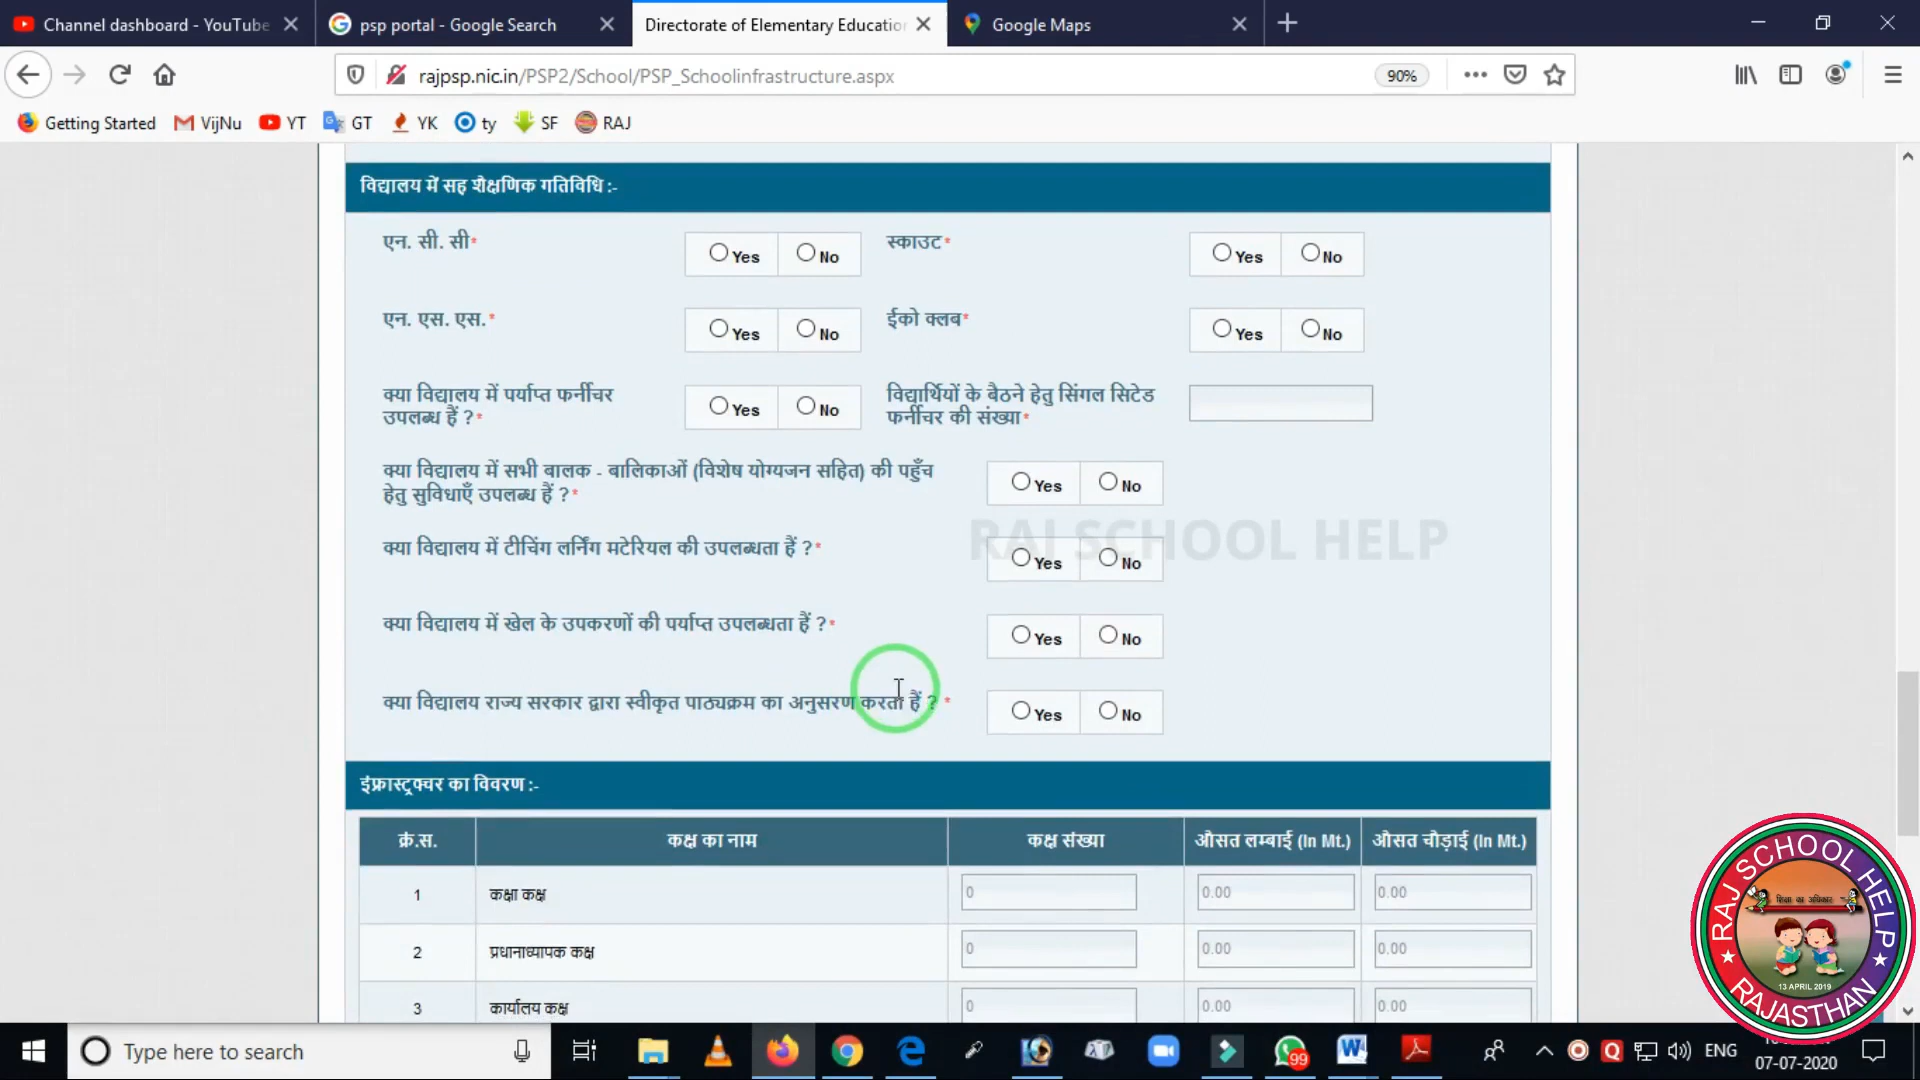 Channel dashboard - YouTube
psp portal - Google Search
Directorate of Elementary Educatio
Google Maps
rajpsp.nic.in/PSP2/School/PSP_Schoolinfrastructure.aspx
90%
Getting Started
VijNu
YT
GT
YK
ty
SF
RAJ
विद्यालय में सह शैक्षणिक गतिविधि :-
एन. सी. सी*
Yes
No
स्काउट*
Yes
No
एन. एस. एस.*
Yes
No
ईको क्लब*
Yes
No
क्या विद्यालय में पर्याप्त फर्नीचर
उपलब्ध हैं ?*
Yes
No
विद्यार्थियों के बैठने हेतु सिंगल सिटेड
फर्नीचर की संख्या*
क्या विद्यालय में सभी बालक - बालिकाओं (विशेष योग्यजन सहित) की पहुँच
हेतु सुविधाएँ उपलब्ध हैं ?*
Yes
No
RAJ SCHOOL HELP
क्या विद्यालय में टीचिंग लर्निंग मटेरियल की उपलब्धता हैं ?*
Yes
No
क्या विद्यालय में खेल के उपकरणों की पर्याप्त उपलब्धता हैं ?*
Yes
No
क्या विद्यालय राज्य सरकार द्वारा स्वीकृत पाठ्यक्रम का अनुसरण करता हैं ? *
Yes
No
इंफ्रास्ट्रक्चर का विवरण :-
क्रं.स.
कक्ष का नाम
कक्ष संख्या
औसत लम्बाई (In Mt.)
औसत चौड़ाई (In Mt.)
1
कक्षा कक्ष
0
0.00
0.00
2
प्रधानाध्यापक कक्ष
0
0.00
0.00
3
कार्यालय कक्ष
0
0.00
0.00
RAJ SCHOOL HELP
शिक्षा का अधिकार
13 APRIL 2019
RAJASTHAN
Type here to search
99
ENG
07-07-2020